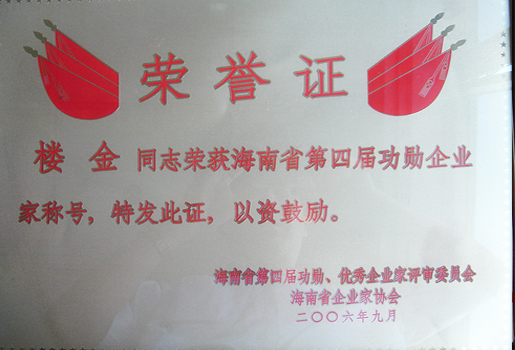 荣誉证
楼金 同志荣获海南省第四届功勋企业
家称号，特发此证，以资鼓励。
海南省第四届功勋、优秀企业家评审委员会
海南省企业家协会
二〇〇六年九月